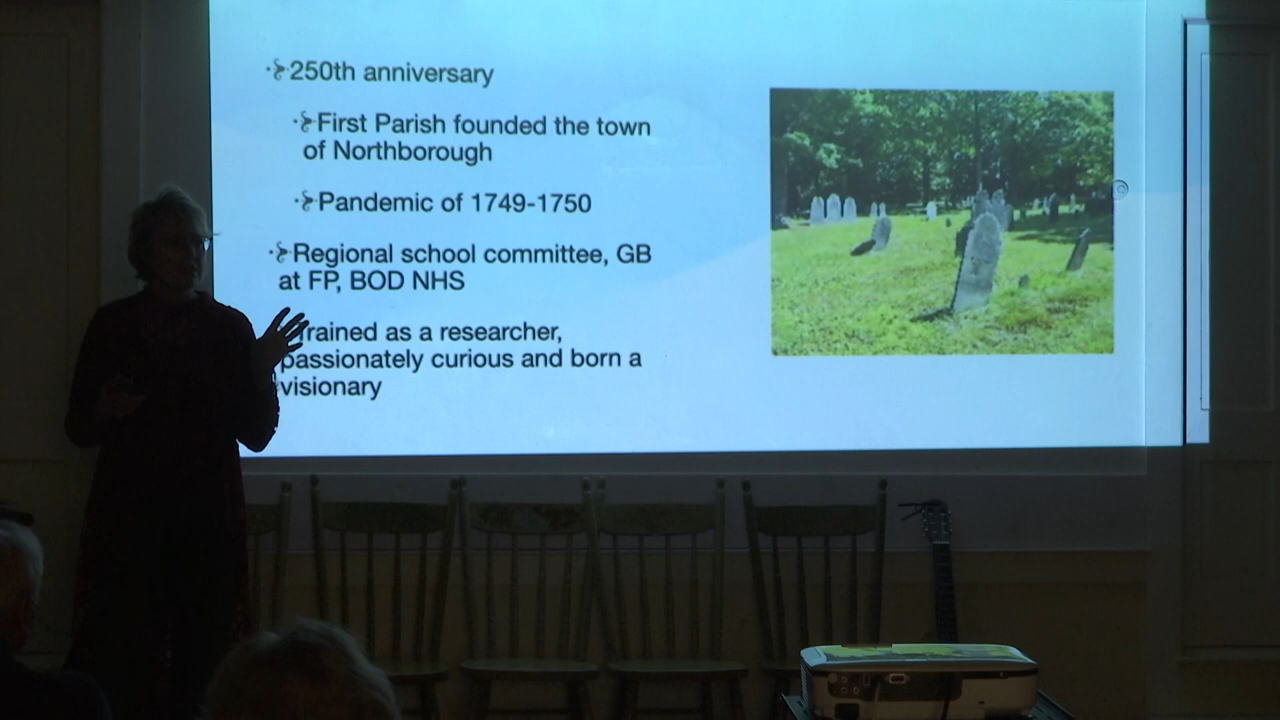 250th anniversary
First Parish founded the town
of Northborough
Pandemic of 1749-1750
Regional school committee, GB
at FP, BOD NHS
Trained as a researcher,
passionately curious and born a
visionary